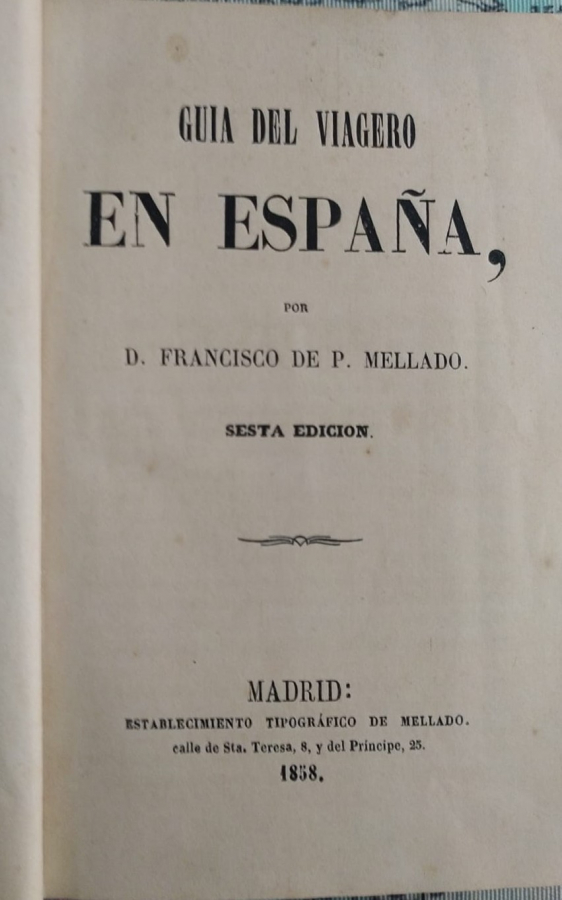 GUIA DEL VIAGERO
EN ESPAÑA,
POR
D. FRANCISCO DE P. MELLADO.
SESTA EDICION.
MADRID:
ESTABLECIMIENTO TIPOGRÁFICO DE MELLADO.
calle de Sta. Teresa, 8, y del Principe, 25.
1858.